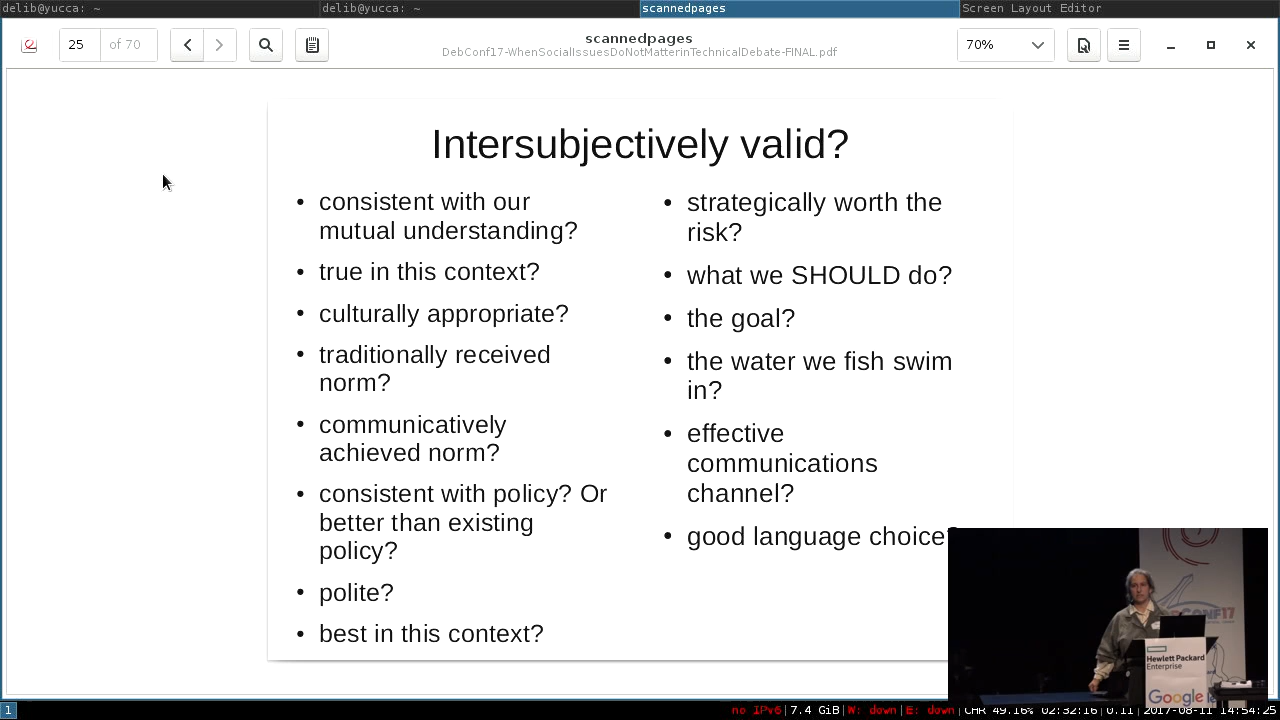 delib@yucca: ~
delib@yucca: ~
scannedpages
Screen Layout Editor
25
of 70
scannedpages
DebConf17-WhenSocialIssuesDoNotMatterinTechnicalDebate-FINAL.pdf
70%
Intersubjectively valid?
• consistent with our
mutual understanding?
• true in this context?
• culturally appropriate?
• traditionally received
norm?
• communicatively
achieved norm?
• consistent with policy? Or
better than existing
policy?
• polite?
• best in this context?
• strategically worth the
risk?
• what we SHOULD do?
• the goal?
• the water we fish swim
in?
• effective
communications
channel?
• good language choice?
CONF17
Hewlett Packard
Enterprise
Google
1
no IPv6|7.4 GiB|W: down|E: down|CHR 49.16% 02:32:16|0.11|2017-08-11 14:54:25